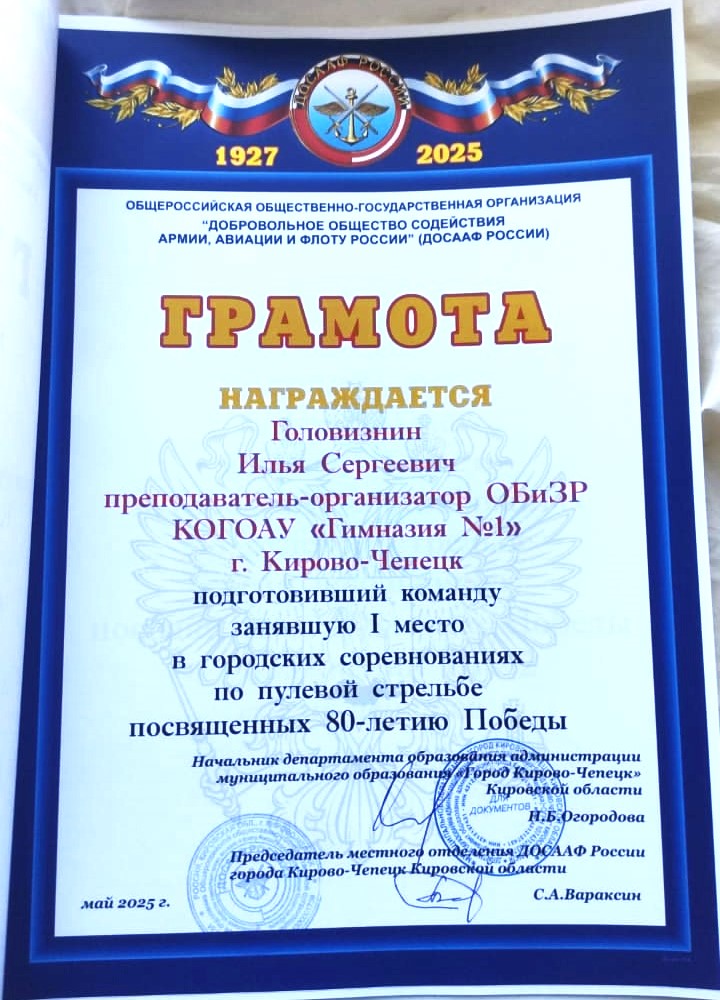 ДОСААФ РОССИИ
1927 2025
ОБЩЕРОССИЙСКАЯ ОБЩЕСТВЕННО-ГОСУДАРСТВЕННАЯ ОРГАНИЗАЦИЯ
"ДОБРОВОЛЬНОЕ ОБЩЕСТВО СОДЕЙСТВИЯ
АРМИИ, АВИАЦИИ И ФЛОТУ РОССИИ" (ДОСААФ РОССИИ)
ГРАМОТА
НАГРАЖДАЕТСЯ
Головизнин
Илья Сергеевич
преподаватель-организатор ОБиЗР
КОГОАУ «Гимназия №1»
г. Кирово-Чепецк
подготовивший команду
занявшую I место
в городских соревнованиях
по пулевой стрельбе
посвященных 80-летию Победы
Начальник департамента образования администрации
муниципального образования «Город Кирово-Чепецк»
Кировской области
ДЛЯ
ДОКУМЕНТОВ
Н.Б.Огородова
Председатель местного отделения ДОСААФ России
города Кирово-Чепецк Кировской области
С.А.Вараксин
май 2025 г.